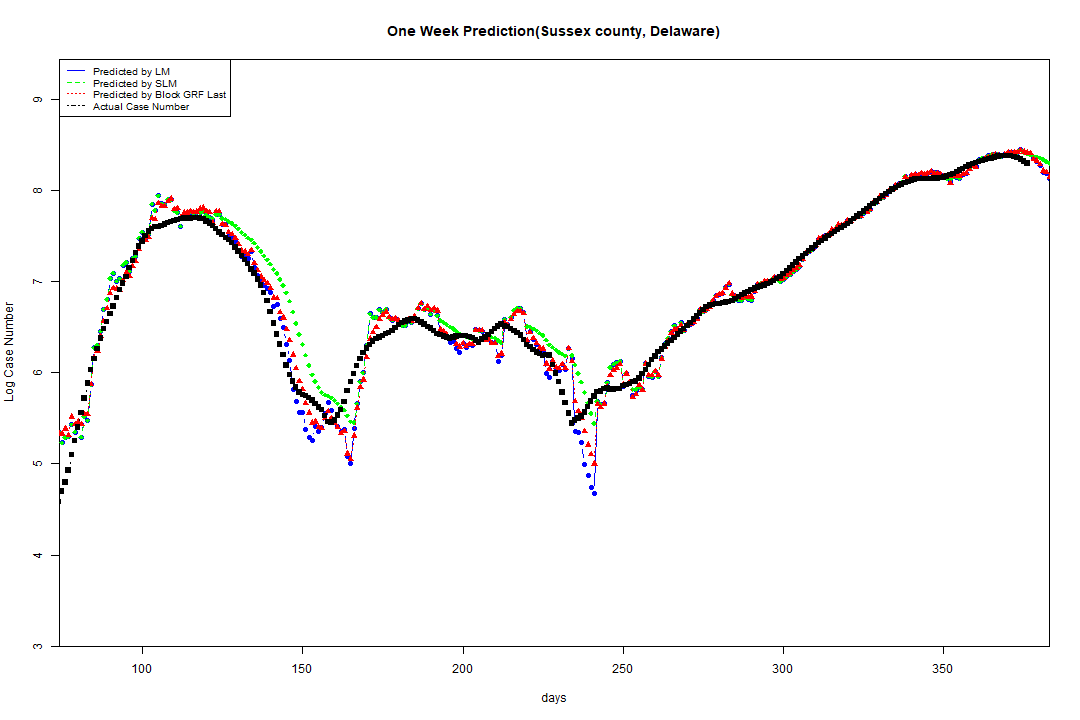 One Week Prediction(Sussex county, Delaware)
Predicted by LM
Predicted by SLM
Predicted by Block GRF Last
Actual Case Number
9
8
7
6
5
4
3
Log Case Number
100 150 200 250 300 350
days